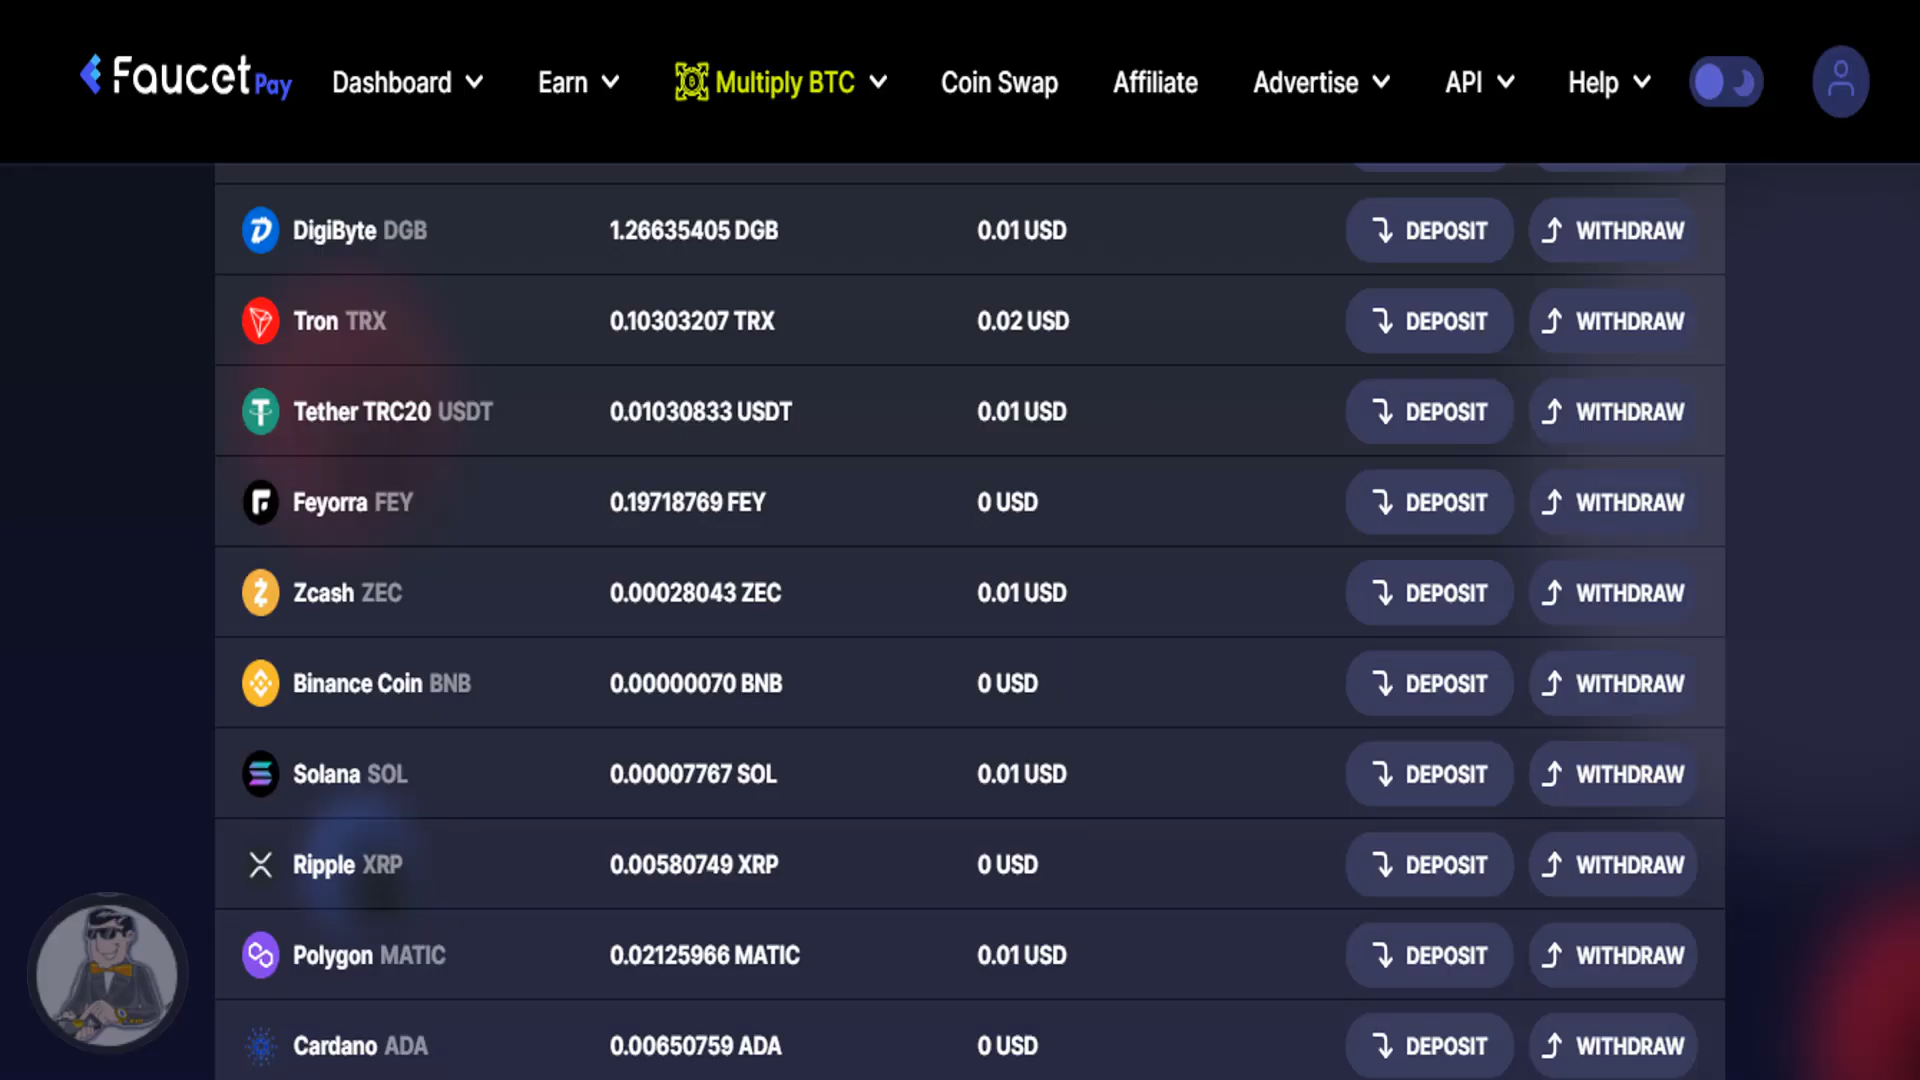 FaucetPay Dashboard Earn Multiply BTC Coin Swap Affiliate Advertise API Help
DigiByte DGB 1.26635405 DGB 0.01 USD DEPOSIT WITHDRAW
Tron TRX 0.10303207 TRX 0.02 USD DEPOSIT WITHDRAW
Tether TRC20 USDT 0.01030833 USDT 0.01 USD DEPOSIT WITHDRAW
Feyorra FEY 0.19718769 FEY 0 USD DEPOSIT WITHDRAW
Zcash ZEC 0.00028043 ZEC 0.01 USD DEPOSIT WITHDRAW
Binance Coin BNB 0.00000070 BNB 0 USD DEPOSIT WITHDRAW
Solana SOL 0.00007767 SOL 0.01 USD DEPOSIT WITHDRAW
Ripple XRP 0.00580749 XRP 0 USD DEPOSIT WITHDRAW
Polygon MATIC 0.02125966 MATIC 0.01 USD DEPOSIT WITHDRAW
Cardano ADA 0.00650759 ADA 0 USD DEPOSIT WITHDRAW